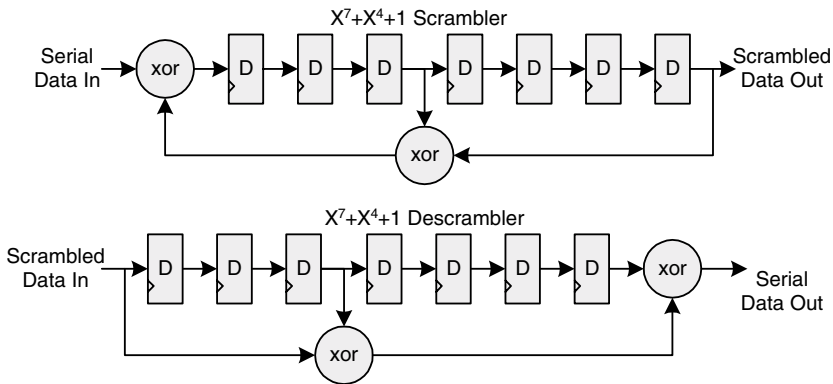 X⁷+X⁴+1 Scrambler
Serial
Data In
xor
D
D
D
D
D
D
D
Scrambled
Data Out
xor
X⁷+X⁴+1 Descrambler
Scrambled
Data In
D
D
D
D
D
D
D
xor
Serial
Data Out
xor